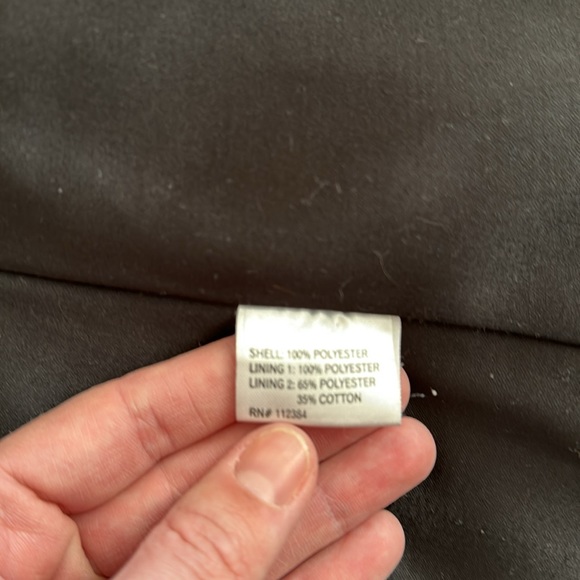 SHELL: 100% POLYESTER
LINING 1: 100% POLYESTER
LINING 2: 65% POLYESTER
35% COTTON
RN# 112384